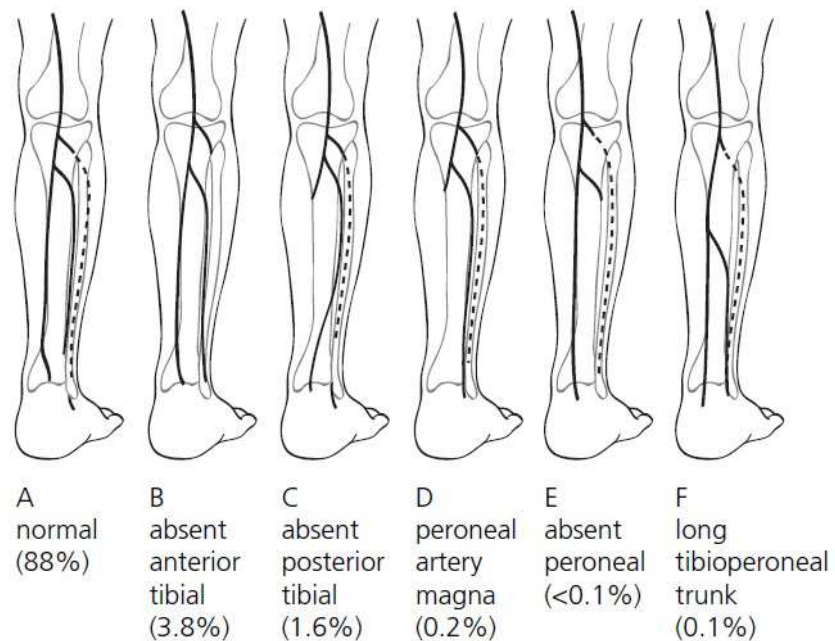 A
normal
(88%)
B
absent
anterior
tibial
(3.8%)
C
absent
posterior
tibial
(1.6%)
D
peroneal
artery
magna
(0.2%)
E
absent
peroneal
(<0.1%)
F
long
tibioperoneal
trunk
(0.1%)